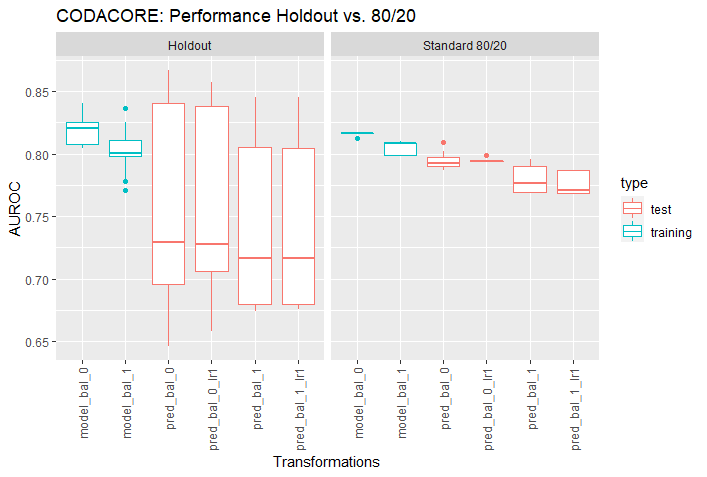 CODACORE: Performance Holdout vs. 80/20
Holdout
Standard 80/20
AUROC
0.85
0.80
0.75
0.70
0.65
model_bal_0
model_bal_1
pred_bal_0
pred_bal_0_lr1
pred_bal_1
pred_bal_1_lr1
model_bal_0
model_bal_1
pred_bal_0
pred_bal_0_lr1
pred_bal_1
pred_bal_1_lr1
Transformations
type
test
training